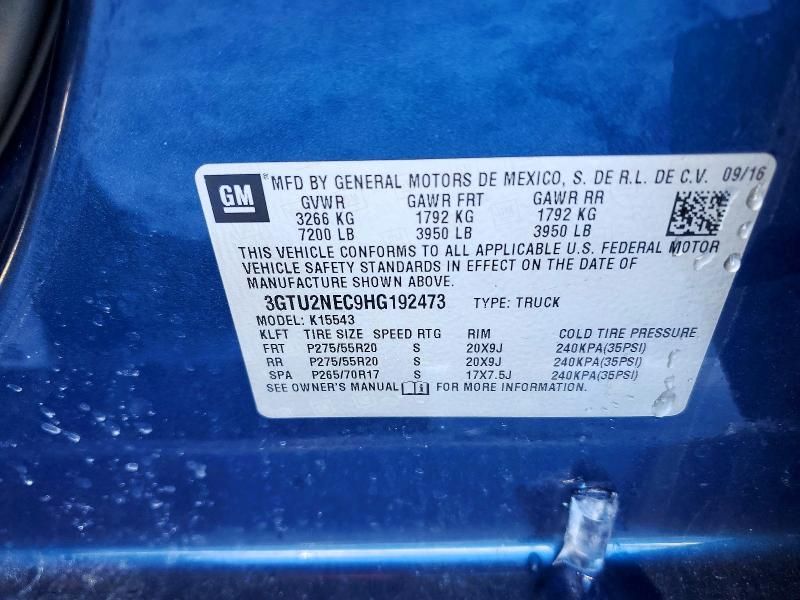 GM ® MFD BY GENERAL MOTORS DE MEXICO, S. DE R.L. DE C.V. 09/16
GVWR GAWR FRT GAWR RR
3266 KG 1792 KG 1792 KG
7200 LB 3950 LB 3950 LB
THIS VEHICLE CONFORMS TO ALL APPLICABLE U.S. FEDERAL MOTOR
VEHICLE SAFETY STANDARDS IN EFFECT ON THE DATE OF
MANUFACTURE SHOWN ABOVE.
3GTU2NEC9HG192473 TYPE: TRUCK
MODEL: K15543
KLFT TIRE SIZE SPEED RTG RIM COLD TIRE PRESSURE
FRT P275/55R20 S 20X9J 240KPA(35PSI)
RR P275/55R20 S 20X9J 240KPA(35PSI)
SPA P265/70R17 S 17X7.5J 240KPA(35PSI)
SEE OWNER'S MANUAL i FOR MORE INFORMATION.